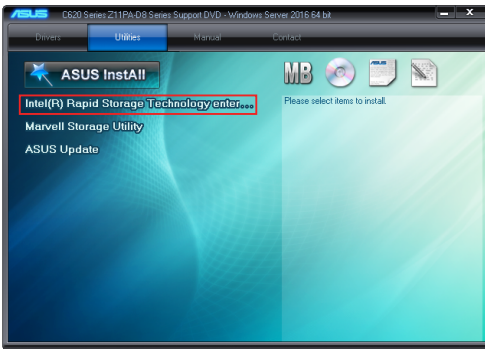 ASUS C620 Series Z11PA-D8 Series Support DVD - Windows Server 2016 64 bit
Drivers Utilities Manual Contact
ASUS InstAll
Intel(R) Rapid Storage Technology enter...
Please select items to install.
Marvell Storage Utility
ASUS Update
MB